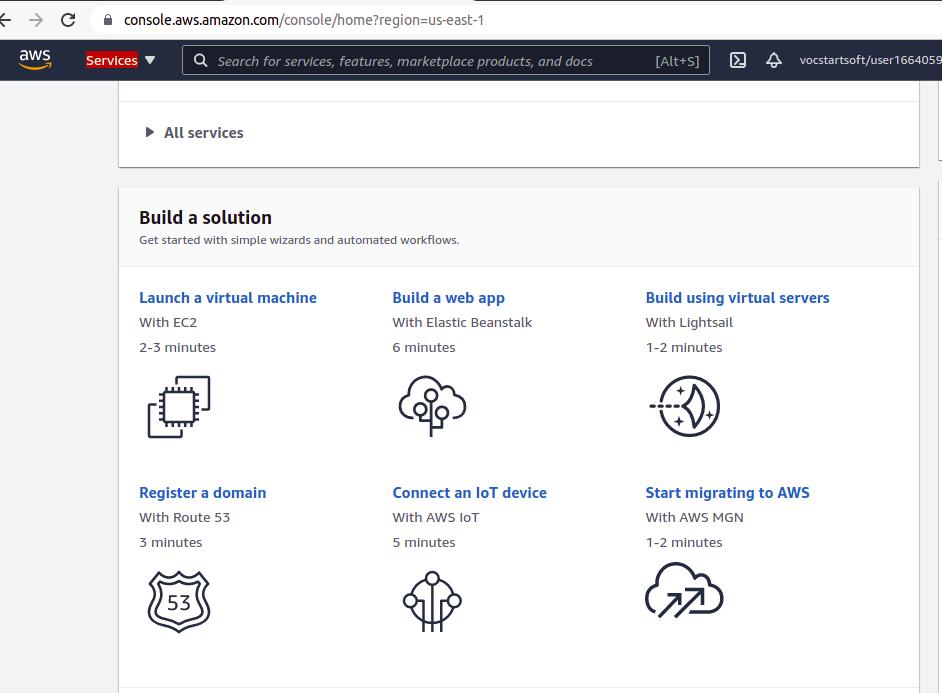 console.aws.amazon.com/console/home?region=us-east-1
aws Services Search for services, features, marketplace products, and docs [Alt+S] vocstartsoft/user1664059
All services
Build a solution
Get started with simple wizards and automated workflows.
Launch a virtual machine
With EC2
2-3 minutes
Build a web app
With Elastic Beanstalk
6 minutes
Build using virtual servers
With Lightsail
1-2 minutes
Register a domain
With Route 53
3 minutes
53
Connect an IoT device
With AWS IoT
5 minutes
Start migrating to AWS
With AWS MGN
1-2 minutes